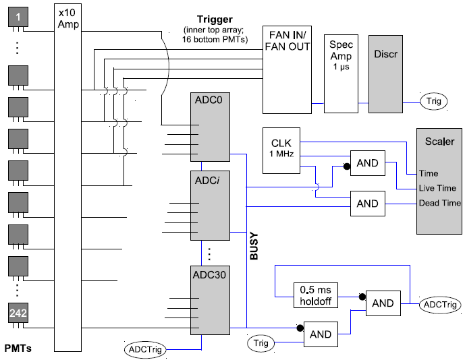 1
x10
Amp
Trigger
(inner top array;
16 bottom PMTs)
FAN IN/
FAN OUT
Spec
Amp
1 µs
Discr
Trig
ADC0
CLK
1 MHz
AND
Scaler
Time
Live Time
Dead Time
ADCi
AND
BUSY
ADC30
0.5 ms
holdoff
AND
ADCTrig
242
PMTs
ADCTrig
Trig
AND